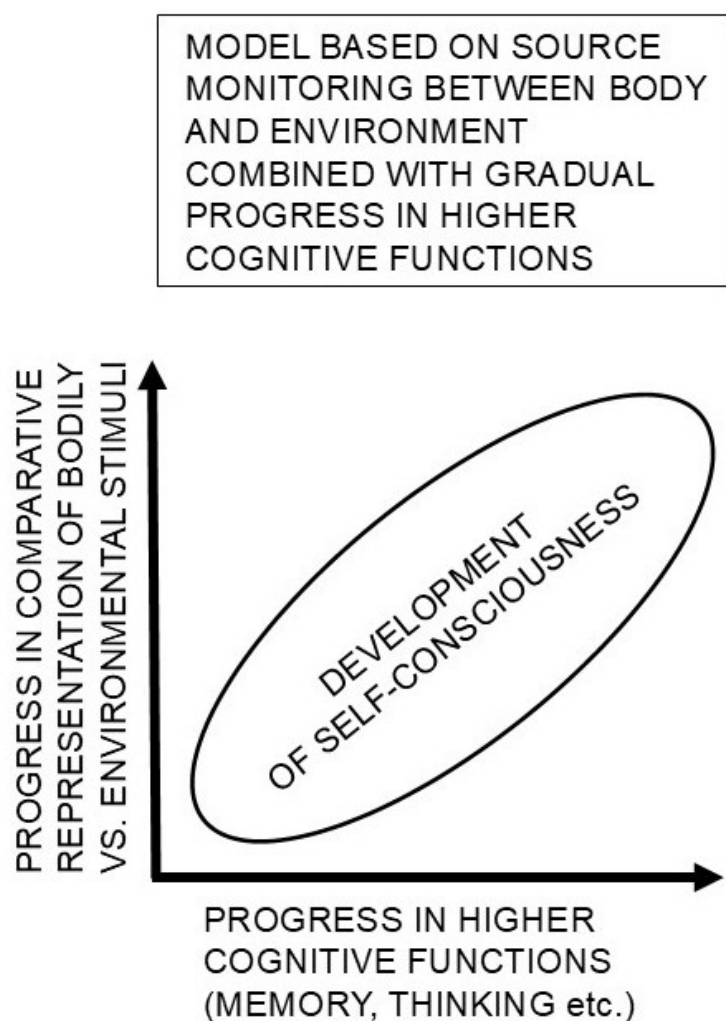 MODEL BASED ON SOURCE
MONITORING BETWEEN BODY
AND ENVIRONMENT
COMBINED WITH GRADUAL
PROGRESS IN HIGHER
COGNITIVE FUNCTIONS
PROGRESS IN COMPARATIVE
REPRESENTATION OF BODILY
VS. ENVIRONMENTAL STIMULI
DEVELOPMENT
OF SELF-CONSCIOUSNESS
PROGRESS IN HIGHER
COGNITIVE FUNCTIONS
(MEMORY, THINKING etc.)